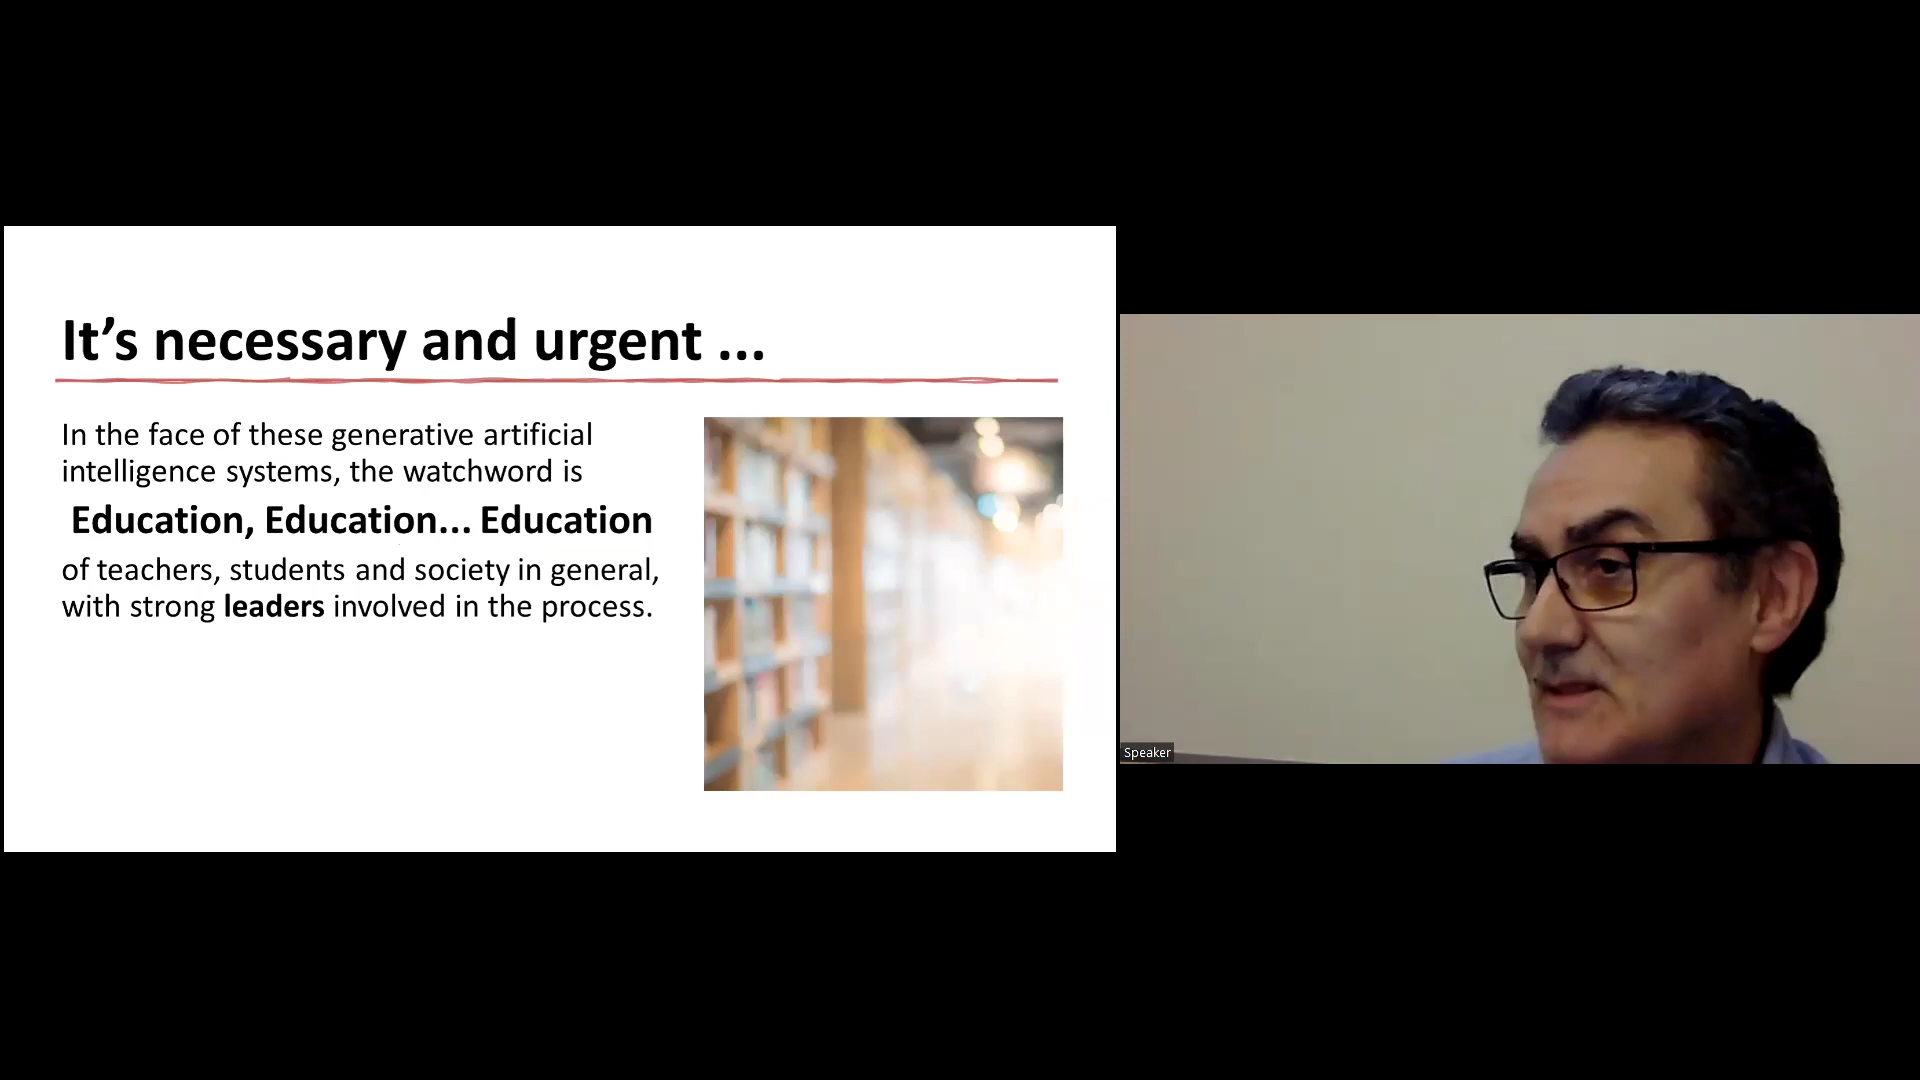 It’s necessary and urgent ...
In the face of these generative artificial
intelligence systems, the watchword is
Education, Education... Education
of teachers, students and society in general,
with strong leaders involved in the process.
Speaker